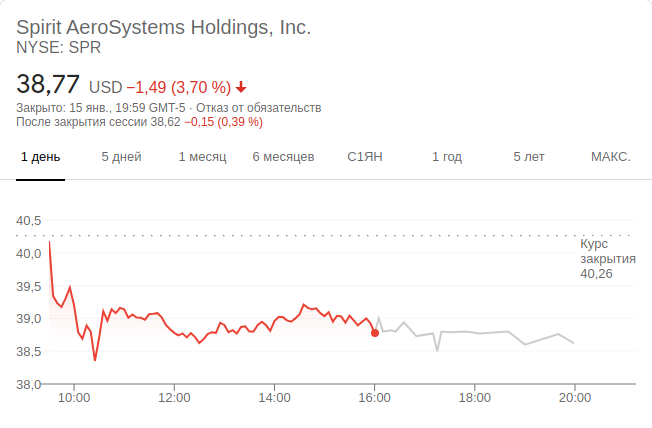 Spirit AeroSystems Holdings, Inc.
NYSE: SPR
38,77 USD −1,49 (3,70 %)
Закрыто: 15 янв., 19:59 GMT-5 · Отказ от обязательств
После закрытия сессии 38,62 −0,15 (0,39 %)
1 день 5 дней 1 месяц 6 месяцев С1ЯН 1 год 5 лет МАКС.
40,5
Курс
закрытия
40,26
40,0
39,5
39,0
38,5
38,0
10:00 12:00 14:00 16:00 18:00 20:00